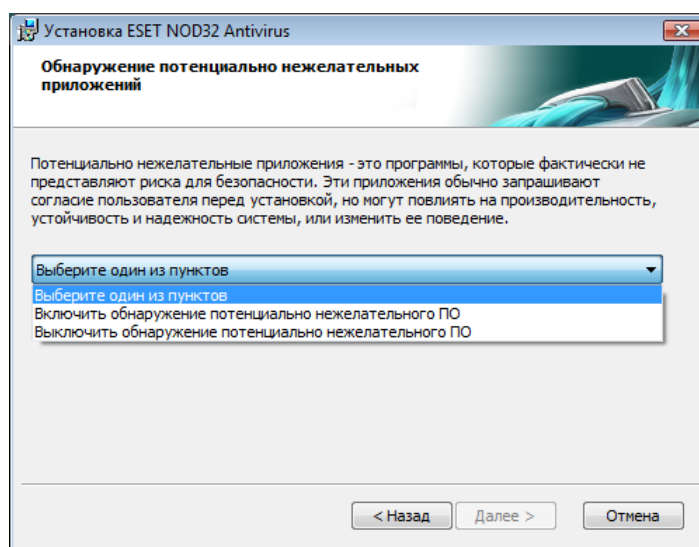 Установка ESET NOD32 Antivirus
Обнаружение потенциально нежелательных
приложений
Потенциально нежелательные приложения - это программы, которые фактически не
представляют риска для безопасности. Эти приложения обычно запрашивают
согласие пользователя перед установкой, но могут повлиять на производительность,
устойчивость и надежность системы, или изменить ее поведение.
Выберите один из пунктов
Выберите один из пунктов
Включить обнаружение потенциально нежелательного ПО
Выключить обнаружение потенциально нежелательного ПО
< Назад
Далее >
Отмена